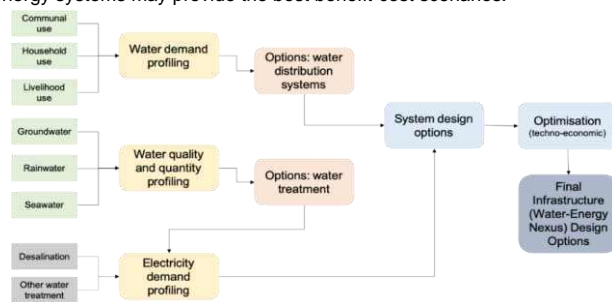 energy systems may provide the best benefit-cost scenario.
Communal
use
Household
use
Livelihood
use
Water demand
profiling
Options: water
distribution
systems
Groundwater
Rainwater
Seawater
Water quality
and quantity
profiling
Options: water
treatment
Desalination
Other water
treatment
Electricity
demand
profiling
System design
options
Optimisation
(techno-economic)
Final
Infrastructure
(Water-Energy
Nexus) Design
Options